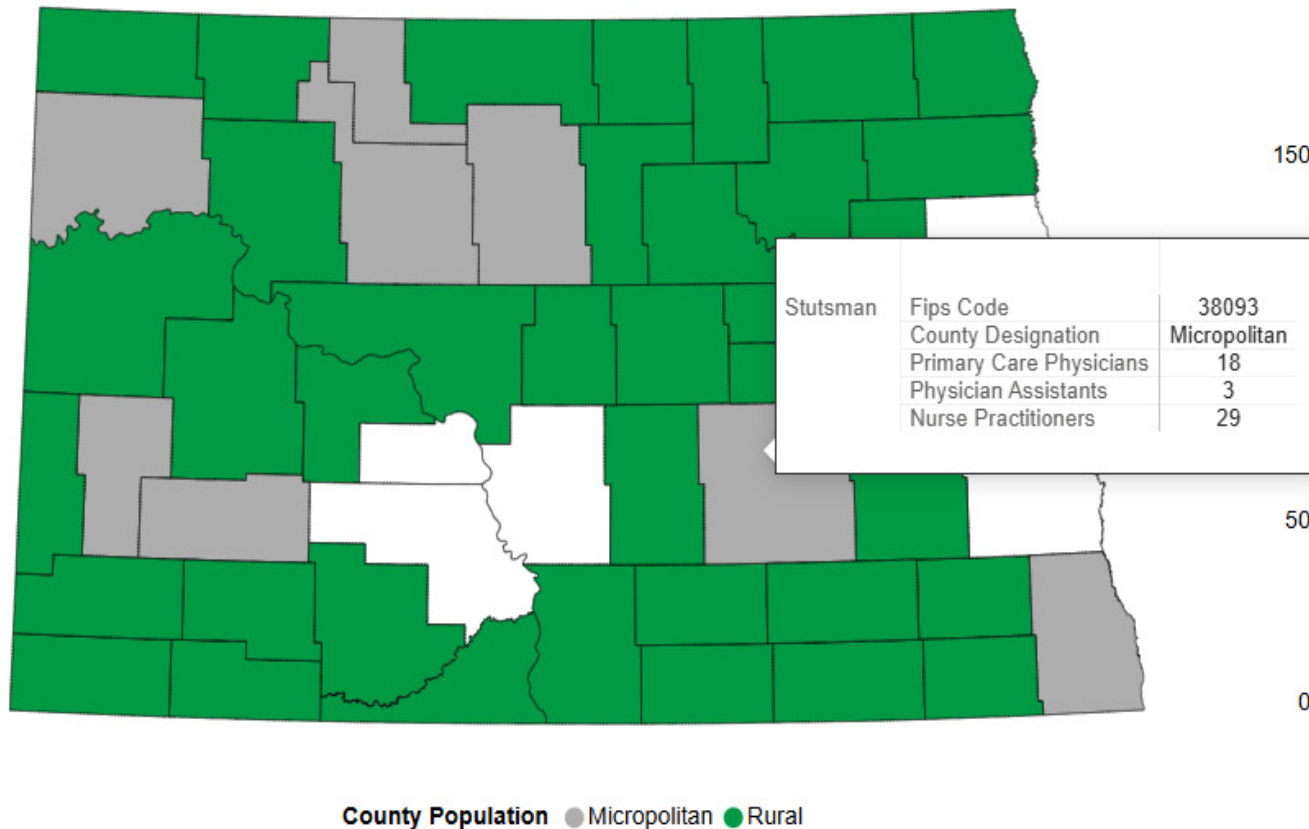 150
Stutsman Fips Code 38093
County Designation Micropolitan
Primary Care Physicians 18
Physician Assistants 3
Nurse Practitioners 29
50
0
County Population Micropolitan Rural